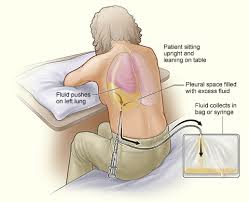 Patient sitting
upright and
leaning on table
Fluid pushes
on left lung
Pleural space filled
with excess fluid
Fluid collects in
bag or syringe